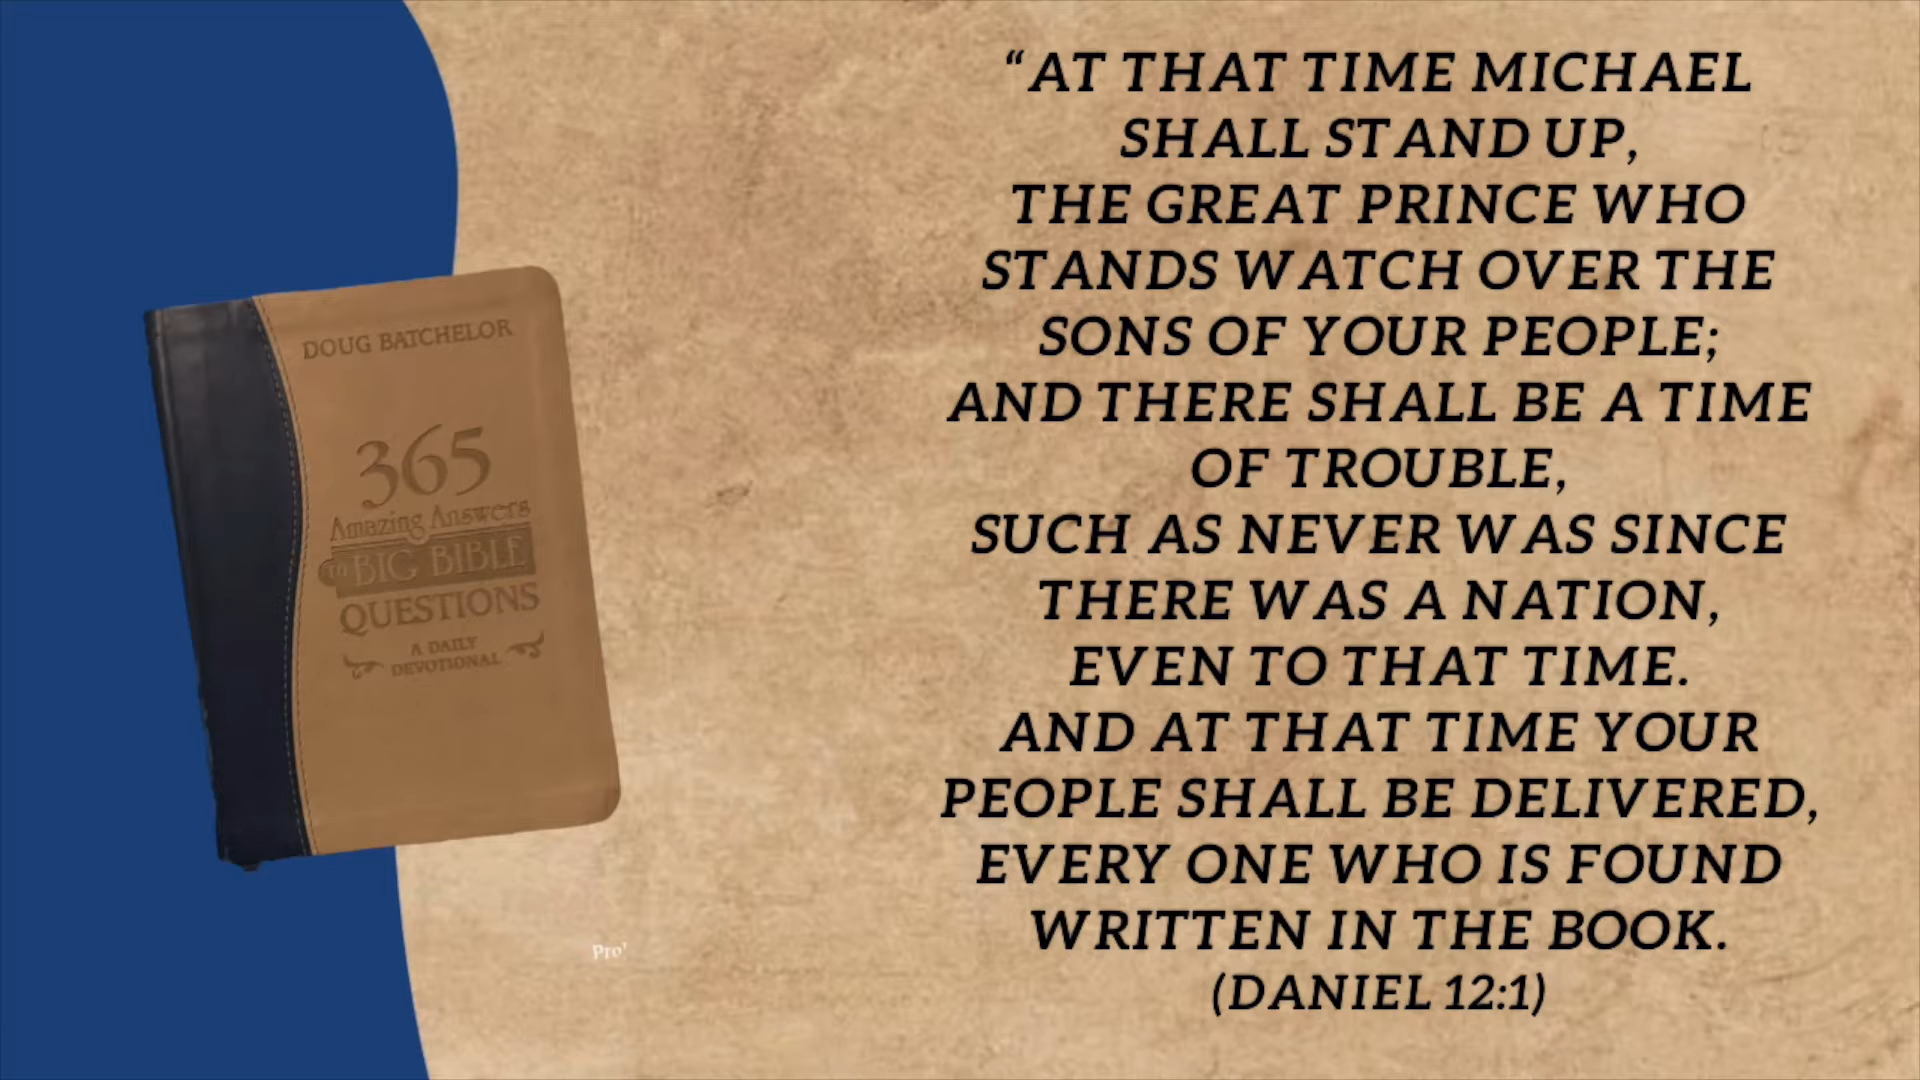 DOUG BATCHELOR
365
Amazing Answers
TO BIG BIBLE
QUESTIONS
A DAILY
DEVOTIONAL
“AT THAT TIME MICHAEL
SHALL STAND UP,
THE GREAT PRINCE WHO
STANDS WATCH OVER THE
SONS OF YOUR PEOPLE;
AND THERE SHALL BE A TIME
OF TROUBLE,
SUCH AS NEVER WAS SINCE
THERE WAS A NATION,
EVEN TO THAT TIME.
AND AT THAT TIME YOUR
PEOPLE SHALL BE DELIVERED,
EVERY ONE WHO IS FOUND
WRITTEN IN THE BOOK.
(DANIEL 12:1)